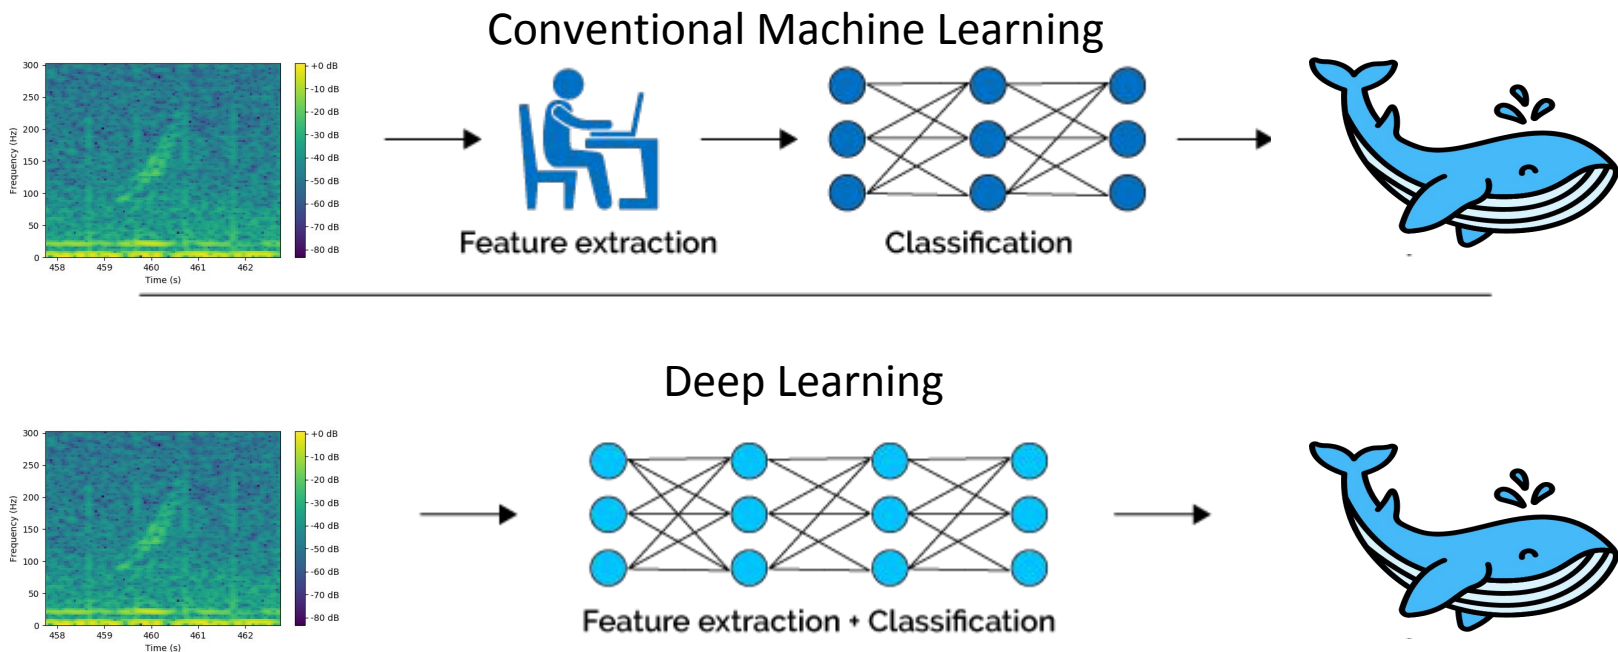 Conventional Machine Learning
300
250
200
150
100
50
0
Frequency (Hz)
458 459 460 461 462
Time (s)
+0 dB
-10 dB
-20 dB
-30 dB
-40 dB
-50 dB
-60 dB
-70 dB
-80 dB
Feature extraction
Classification
Deep Learning
300
250
200
150
100
50
0
Frequency (Hz)
458 459 460 461 462
Time (s)
+0 dB
-10 dB
-20 dB
-30 dB
-40 dB
-50 dB
-60 dB
-70 dB
-80 dB
Feature extraction + Classification